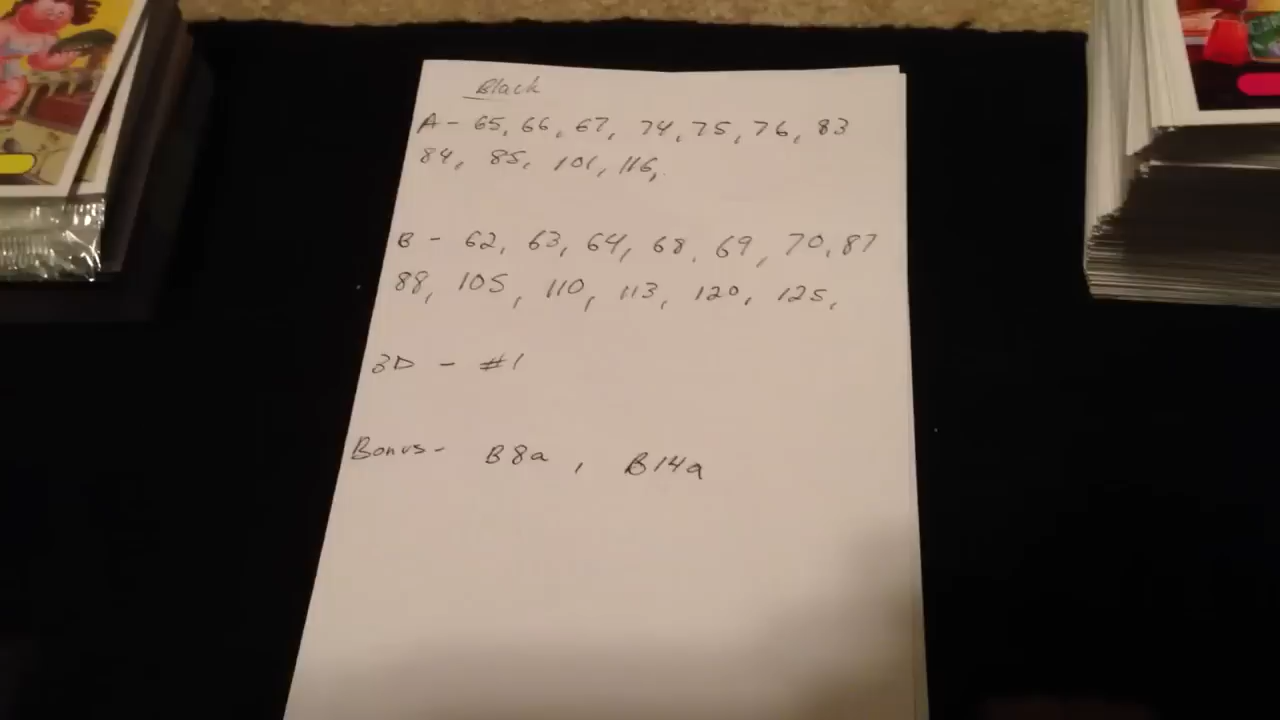 Black
A - 65, 66, 67, 74, 75, 76, 83
84, 85, 101, 116,
B - 62, 63, 64, 68, 69, 70, 87
88, 105, 110, 113, 120, 125,
3D - #1
Bonus - B8a, B14a